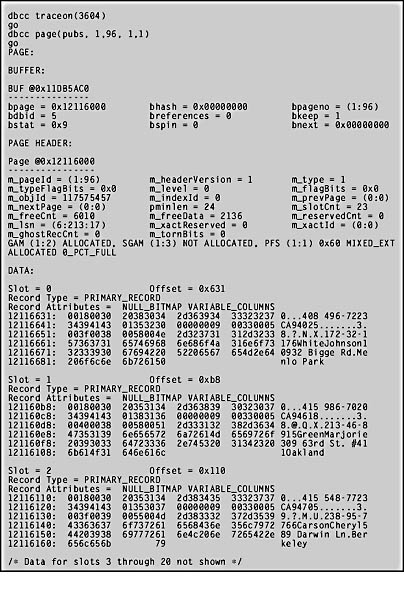 dbcc traceon(3604)
go
dbcc page(pubs, 1,96, 1,1)
go
PAGE:
BUFFER:
BUF @0x11DB5AC0
---------------
bpage = 0x12116000 bhash = 0x00000000 bpageno = (1:96)
bdbid = 5 breferences = 0 bkeep = 1
bstat = 0x9 bspin = 0 bnext = 0x00000000
PAGE HEADER:
Page @0x12116000
----------------
m_pageId = (1:96) m_headerVersion = 1 m_type = 1
m_typeFlagBits = 0x0 m_level = 0 m_flagBits = 0x0
m_objId = 117575457 m_indexId = 0 m_prevPage = (0:0)
m_nextPage = (0:0) pminlen = 24 m_slotCnt = 23
m_freeCnt = 6010 m_freeData = 2136 m_reservedCnt = 0
m_lsn = (6:213:17) m_xactReserved = 0 m_xactId = (0:0)
m_ghostRecCnt = 0 m_tornBits = 0
GAM (1:2) ALLOCATED, SGAM (1:3) NOT ALLOCATED, PFS (1:1) 0x60 MIXED_EXT
ALLOCATED 0_PCT_FULL
DATA:
Slot = 0 Offset = 0x631
Record Type = PRIMARY_RECORD
Record Attributes = NULL_BITMAP VARIABLE_COLUMNS
12116631: 00180030 20383034 2d363934 33323237 0...408 496-7223
12116641: 34394143 01353230 00000009 00330005 CA94025.......3.
12116651: 003f0038 0058004e 2d323731 312d3233 8.?.N.X.172-32-1
12116661: 57363731 65746968 6e686f4a 316e6f73 176WhiteJohnson1
12116671: 32333930 67694220 52206567 654d2e64 0932 Bigge Rd.Me
12116681: 206f6c6e 6b726150 nlo Park
Slot = 1 Offset = 0xb8
Record Type = PRIMARY_RECORD
Record Attributes = NULL_BITMAP VARIABLE_COLUMNS
121160b8: 00180030 20353134 2d363839 30323037 0...415 986-7020
121160c8: 34394143 01383136 00000009 00330005 CA94618.......3.
121160d8: 00400038 00580051 2d333132 382d3634 8.@.Q.X.213-46-8
121160e8: 47353139 6e656572 6a72614d 6569726f 915GreenMarjorie
121160f8: 20393033 64723336 2e745320 31342320 309 63rd St. #41
12116108: 6b614f31 646e616c 1Oakland
Slot = 2 Offset = 0x110
Record Type = PRIMARY_RECORD
Record Attributes = NULL_BITMAP VARIABLE_COLUMNS
12116110: 00180030 20353134 2d383435 33323737 0...415 548-7723
12116120: 34394143 01353037 00000009 00330005 CA94705.......3.
12116130: 003f0039 0055004d 2d383332 372d3539 9.?.M.U.238-95-7
12116140: 43363637 6f737261 6568436e 356c7972 766CarsonCheryl5
12116150: 44203938 69777261 6e4c206e 7265422e 89 Darwin Ln.Ber
12116160: 656c656b 79 keley
/* Data for slots 3 through 20 not shown */